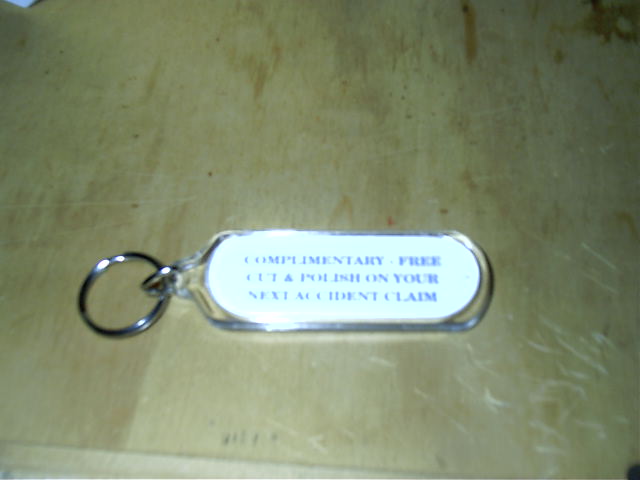 COMPLIMENTARY - FREE
CUT & POLISH ON YOUR
NEXT ACCIDENT CLAIM